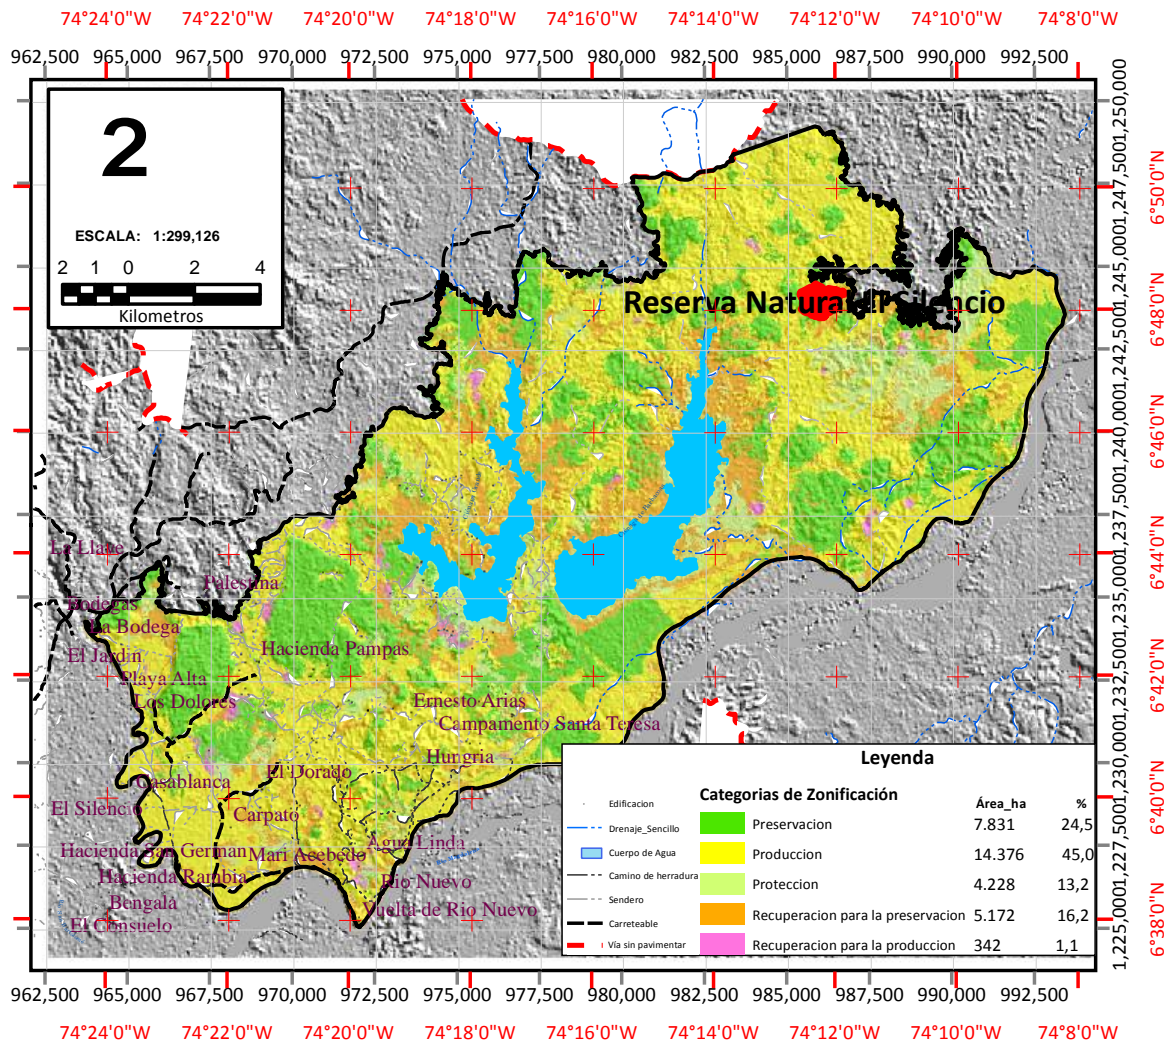 74°24'0"W 74°22'0"W 74°20'0"W 74°18'0"W 74°16'0"W 74°14'0"W 74°12'0"W 74°10'0"W 74°8'0"W
962,500 965,000 967,500 970,000 972,500 975,000 977,500 980,000 982,500 985,000 987,500 990,000 992,500
2
ESCALA: 1:299,126
2 1 0 2 4
Kilometros
Reserva Natural El Silencio
La Llave
Palestina
Bodegas
La Bodega
El Jardin
Hacienda Pampas
Playa Alta
Los Dolores
Ernesto Arias
Campamento Santa Teresa
Hungria
El Dorado
Casablanca
El Silencio
Carpato
Agua Linda
Hacienda San German
Mari Acebedo
Hacienda Rambia
Rio Nuevo
Bengala
Vuelta de Rio Nuevo
El Consuelo
Leyenda
Edificacion
Drenaje_Sencillo
Cuerpo de Agua
Camino de herradura
Sendero
Carreteable
Vía sin pavimentar
Categorias de Zonificación Área_ha %
Preservacion 7.831 24,5
Produccion 14.376 45,0
Proteccion 4.228 13,2
Recuperacion para la preservacion 5.172 16,2
Recuperacion para la produccion 342 1,1
1,250,000
1,247,500
1,245,000
1,242,500
1,240,000
1,237,500
1,235,000
1,232,500
1,230,000
1,227,500
1,225,000
6°50'0"N
6°48'0"N
6°46'0"N
6°44'0"N
6°42'0"N
6°40'0"N
6°38'0"N
962,500 965,000 967,500 970,000 972,500 975,000 977,500 980,000 982,500 985,000 987,500 990,000 992,500
74°24'0"W 74°22'0"W 74°20'0"W 74°18'0"W 74°16'0"W 74°14'0"W 74°12'0"W 74°10'0"W 74°8'0"W